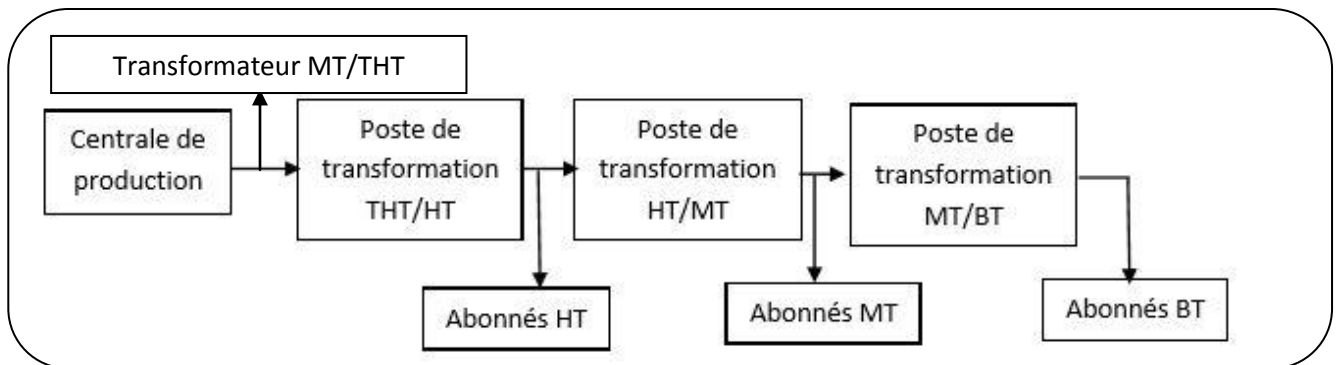 Transformateur MT/THT
Centrale de
production
Poste de
transformation
THT/HT
Poste de
transformation
HT/MT
Poste de
transformation
MT/BT
Abonnés HT
Abonnés MT
Abonnés BT